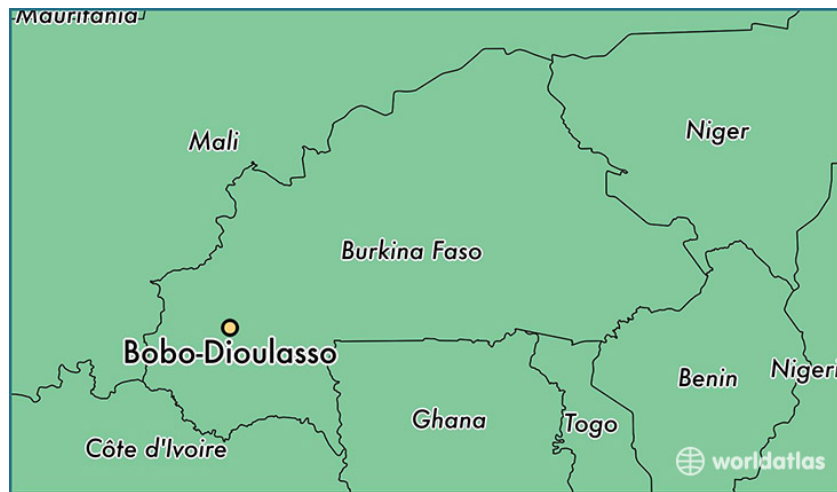 Mauritania
Mali
Niger
Burkina Faso
Bobo-Dioulasso
Nigeri
Benin
Ghana
Togo
Côte d'Ivoire
worldatlas